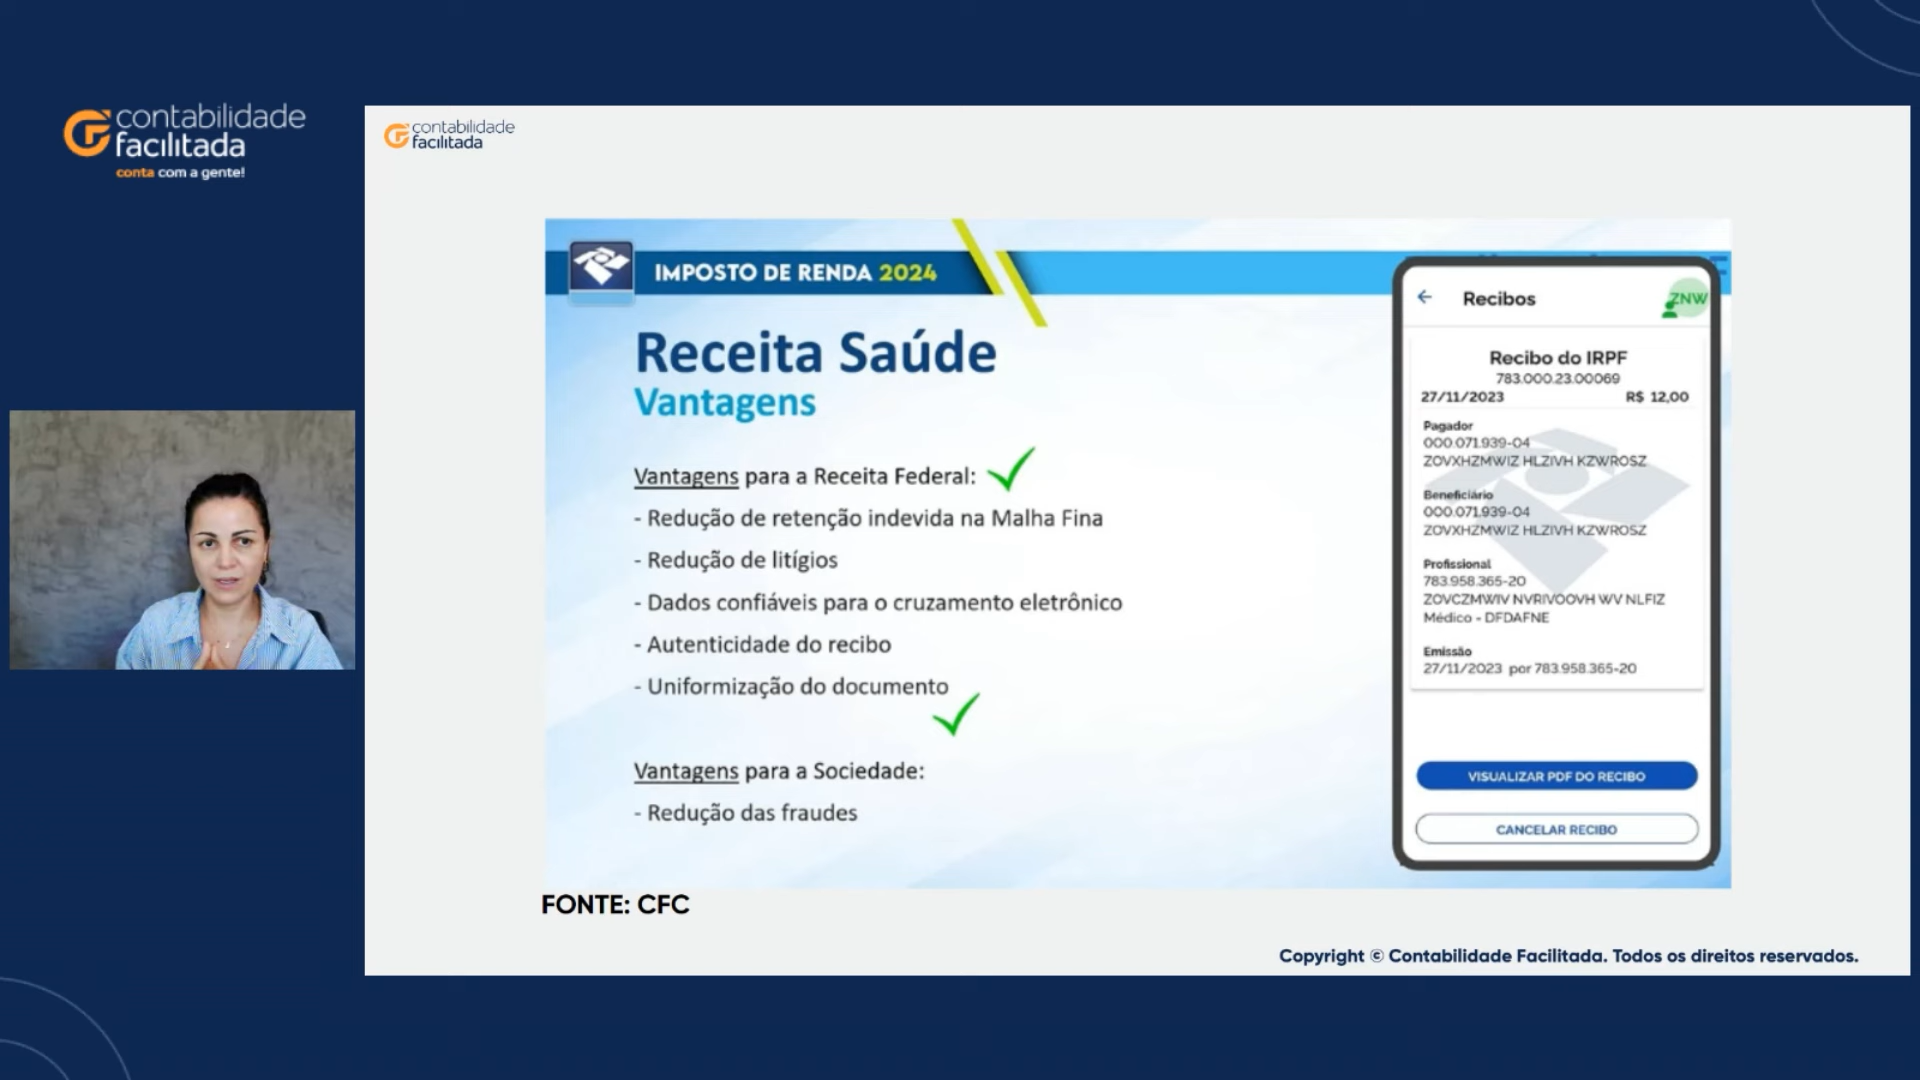 contabilidade
facilitada
conta com a gente!
contabilidade
facilitada
IMPOSTO DE RENDA 2024
Receita Saúde
Vantagens
Vantagens para a Receita Federal:
- Redução de retenção indevida na Malha Fina
- Redução de litígios
- Dados confiáveis para o cruzamento eletrônico
- Autenticidade do recibo
- Uniformização do documento
Vantagens para a Sociedade:
- Redução das fraudes
Recibos
ZNW
Recibo do IRPF
783.000.23.00069
27/11/2023 R$ 12,00
Pagador
000.071.939-04
ZOVXHZMWIZ HLZIVH KZWROSZ
Beneficiário
000.071.939-04
ZOVXHZMWIZ HLZIVH KZWROSZ
Profissional
783.958.365-20
ZOVCZMWIV NVRIVOOVH WV NLFIZ
Médico - DFDAFNE
Emissão
27/11/2023 por 783.958.365-20
VISUALIZAR PDF DO RECIBO
CANCELAR RECIBO
FONTE: CFC
Copyright © Contabilidade Facilitada. Todos os direitos reservados.